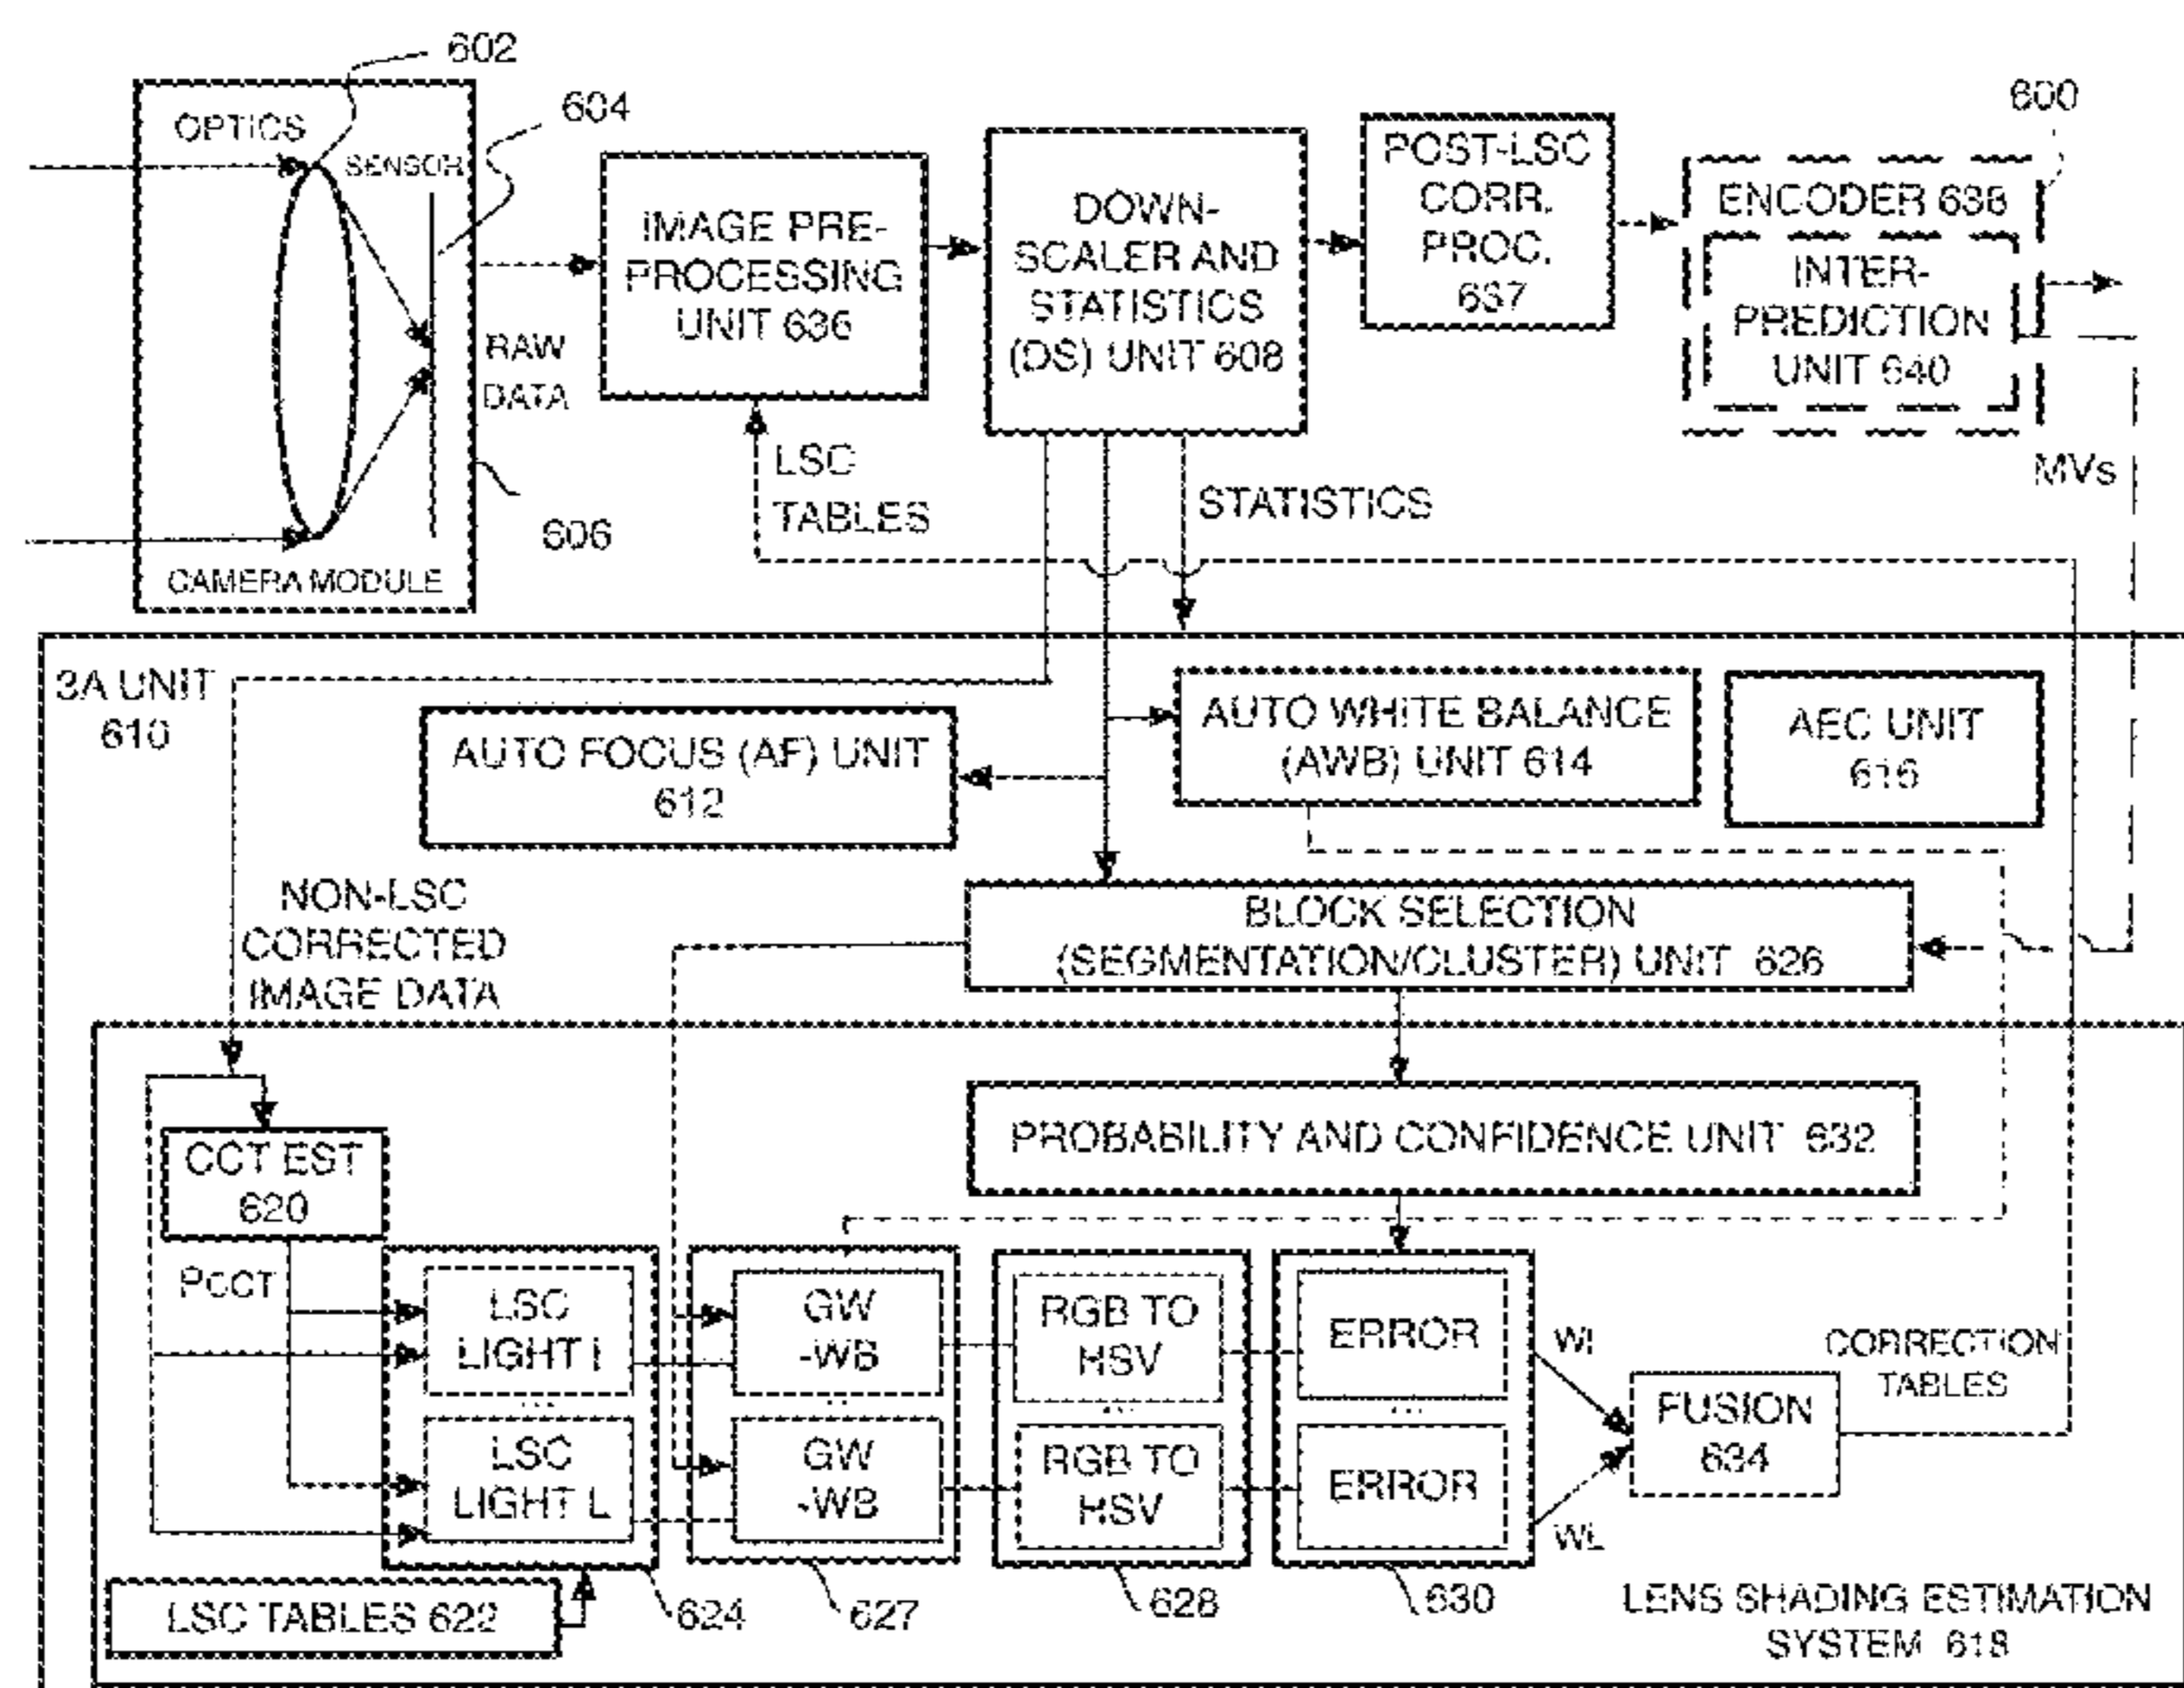 602
604
600
OPTICS
SENSOR
IMAGE PRE-
PROCESSING
UNIT 636
DOWN-
SCALER AND
STATISTICS
(DS) UNIT 608
POST-LSC
CORR.
PROC.
637
ENCODER 638
INTER-
PREDICTION
UNIT 640
RAW
DATA
606
CAMERA MODULE
LSC
TABLES
STATISTICS
MVs
3A UNIT
610
AUTO FOCUS (AF) UNIT
612
AUTO WHITE BALANCE
(AWB) UNIT 614
AEC UNIT
616
NON-LSC
CORRECTED
IMAGE DATA
BLOCK SELECTION
(SEGMENTATION/CLUSTER) UNIT 626
PROBABILITY AND CONFIDENCE UNIT 632
CCT EST
620
PCCT
LSC
LIGHT I
...
LSC
LIGHT L
GW
-WB
...
GW
-WB
RGB TO
HSV
...
RGB TO
HSV
ERROR
...
ERROR
WI
WL
FUSION
634
CORRECTION
TABLES
LSC TABLES 622
624
627
628
630
LENS SHADING ESTIMATION
SYSTEM 618